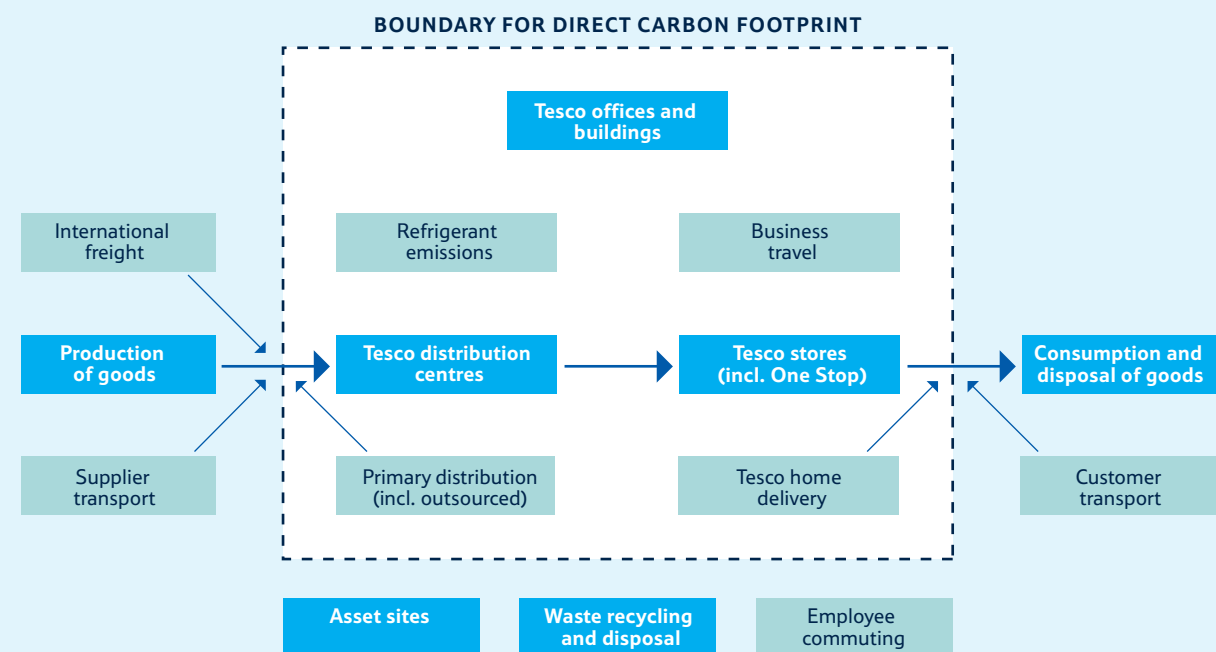 BOUNDARY FOR DIRECT CARBON FOOTPRINT
Tesco offices and
buildings
International
freight
Refrigerant
emissions
Business
travel
Production
of goods
Tesco distribution
centres
Tesco stores
(incl. One Stop)
Consumption and
disposal of goods
Supplier
transport
Primary distribution
(incl. outsourced)
Tesco home
delivery
Customer
transport
Asset sites
Waste recycling
and disposal
Employee
commuting